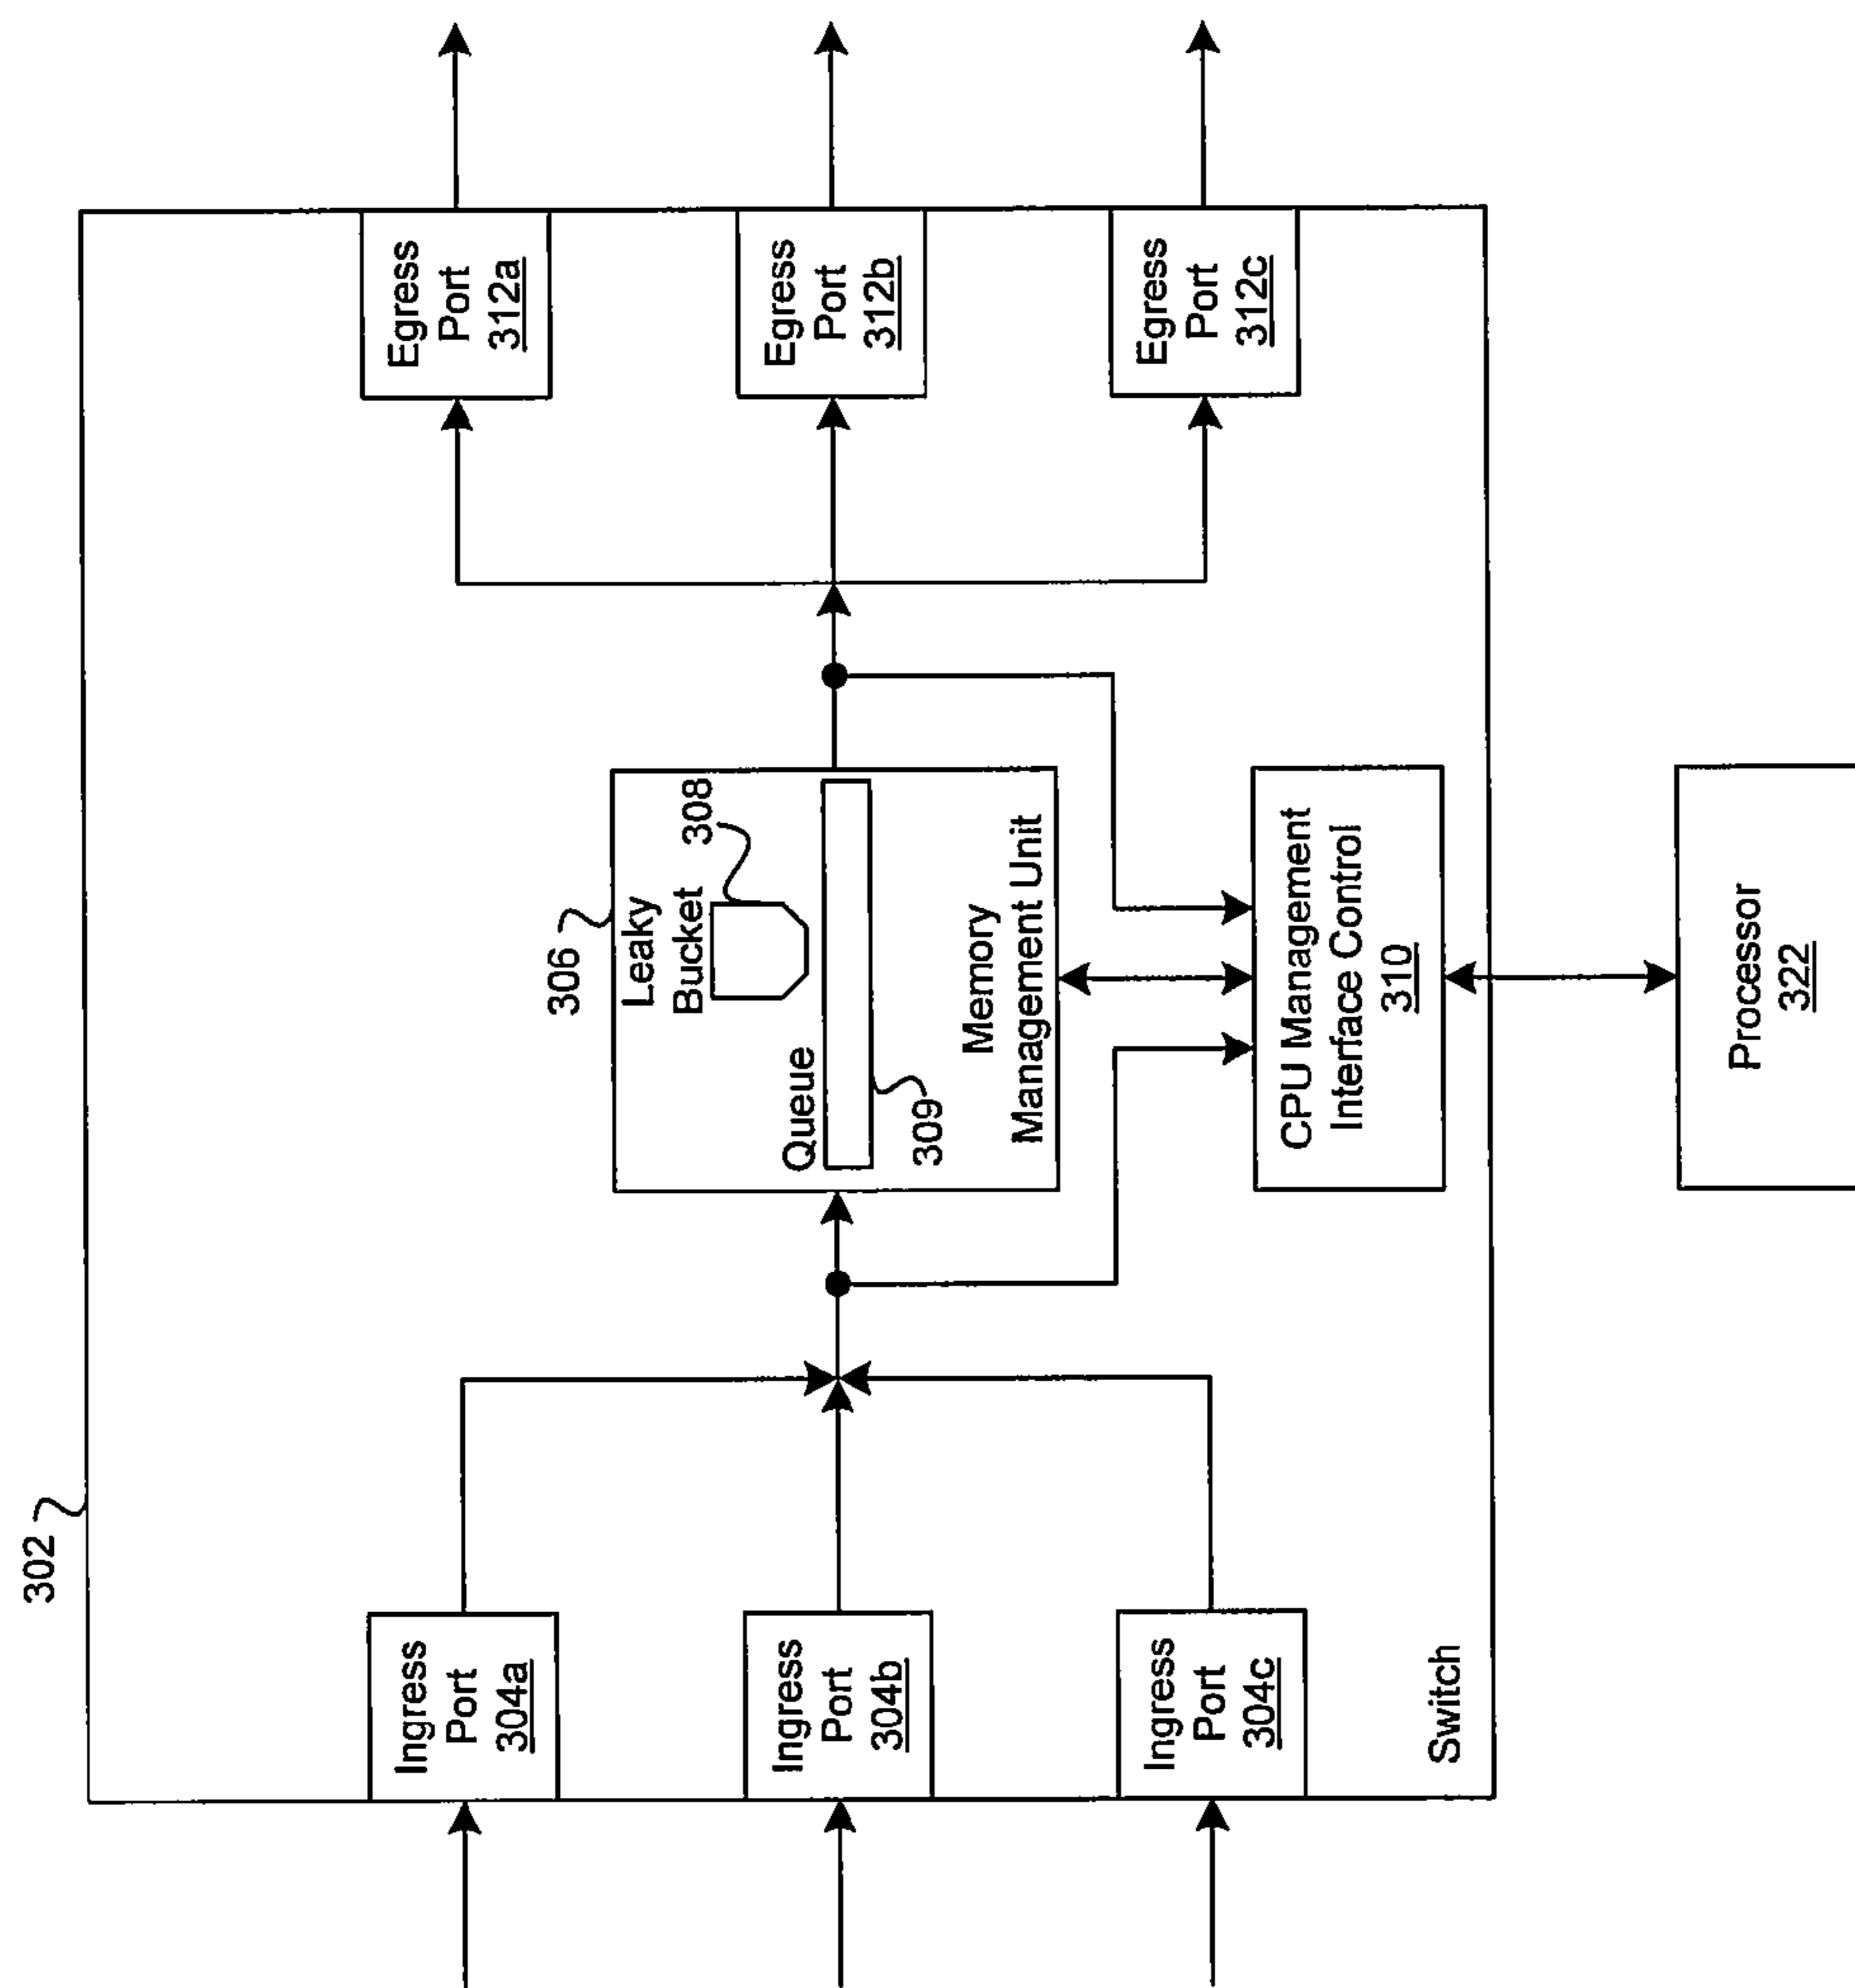 302
Ingress
Port
304a
Ingress
Port
304b
Ingress
Port
304c
Switch
306
Leaky
Bucket
308
Queue
309
Memory
Management Unit
CPU Management
Interface Control
310
Egress
Port
312a
Egress
Port
312b
Egress
Port
312c
Processor
322